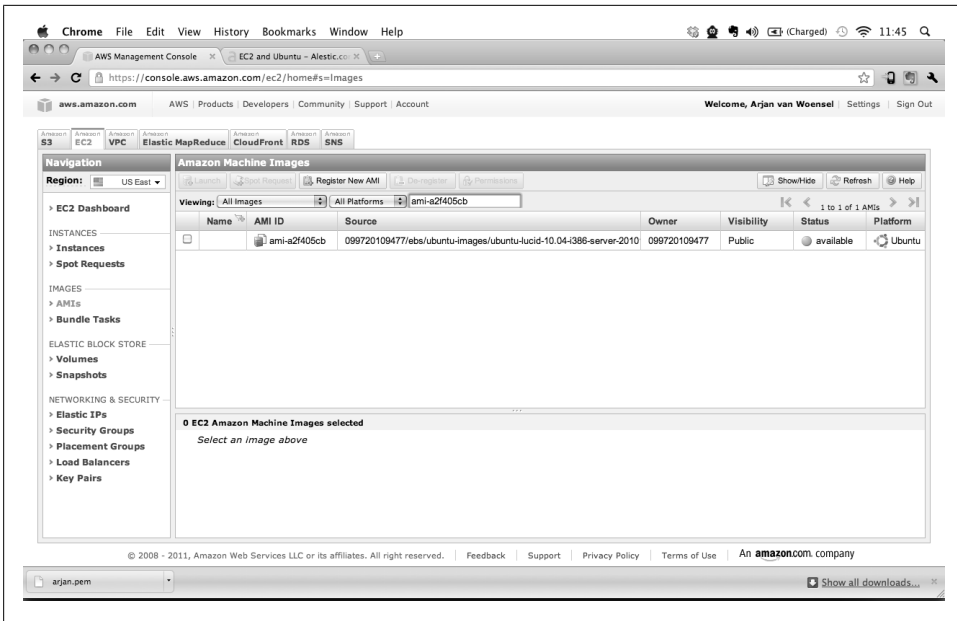 Chrome File Edit View History Bookmarks Window Help (Charged) 11:45
AWS Management Console EC2 and Ubuntu – Alestic.co
https://console.aws.amazon.com/ec2/home#s=Images
aws.amazon.com AWS | Products | Developers | Community | Support | Account Welcome, Arjan van Woensel | Settings | Sign Out
Amazon Amazon Amazon Amazon Amazon Amazon Amazon
S3 EC2 VPC Elastic MapReduce CloudFront RDS SNS
Navigation
Region: US East
> EC2 Dashboard
INSTANCES
> Instances
> Spot Requests
IMAGES
> AMIs
> Bundle Tasks
ELASTIC BLOCK STORE
> Volumes
> Snapshots
NETWORKING & SECURITY
> Elastic IPs
> Security Groups
> Placement Groups
> Load Balancers
> Key Pairs
Amazon Machine Images
Launch Spot Request Register New AMI De-register Permissions Show/Hide Refresh Help
Viewing: All Images All Platforms ami-a2f405cb 1 to 1 of 1 AMIs
Name AMI ID Source Owner Visibility Status Platform
ami-a2f405cb 099720109477/ebs/ubuntu-images/ubuntu-lucid-10.04-i386-server-2010 099720109477 Public available Ubuntu
0 EC2 Amazon Machine Images selected
Select an image above
© 2008 - 2011, Amazon Web Services LLC or its affiliates. All right reserved. | Feedback | Support | Privacy Policy | Terms of Use An amazon.com. company
arjan.pem Show all downloads...